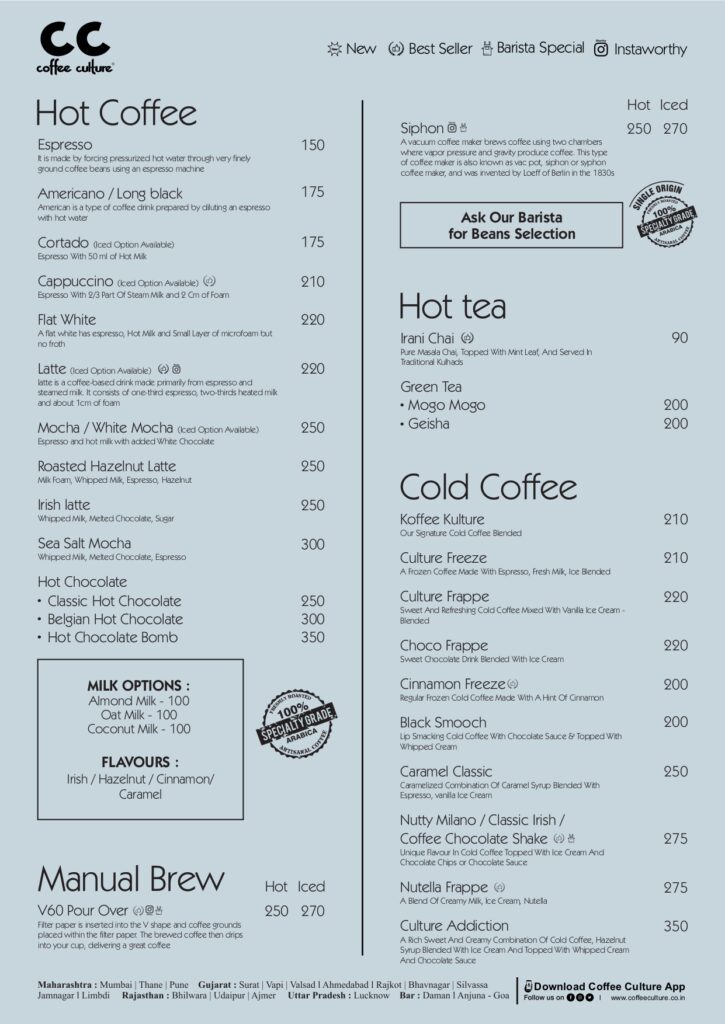 CC
coffee culture®
New Best Seller Barista Special Instaworthy
Hot Coffee
Espresso 150
It is made by forcing pressurized hot water through very finely
ground coffee beans using an espresso machine
Americano / Long black 175
American is a type of coffee drink prepared by diluting an espresso
with hot water
Cortado (Iced Option Available) 175
Espresso With 50 ml of Hot Milk
Cappuccino (Iced Option Available) 210
Espresso With 2/3 Part Of Steam Milk and 2 Cm of Foam
Flat White 220
A flat white has espresso, Hot Milk and Small Layer of microfoam but
no froth
Latte (Iced Option Available) 220
latte is a coffee-based drink made primarily from espresso and
steamed milk. It consists of one-third espresso, two-thirds heated milk
and about 1cm of foam
Mocha / White Mocha (Iced Option Available) 250
Espresso and hot milk with added White Chocolate
Roasted Hazelnut Latte 250
Milk Foam, Whipped Milk, Espresso, Hazelnut
Irish latte 250
Whipped Milk, Melted Chocolate, Sugar
Sea Salt Mocha 300
Whipped Milk, Melted Chocolate, Espresso
Hot Chocolate
• Classic Hot Chocolate 250
• Belgian Hot Chocolate 300
• Hot Chocolate Bomb 350
MILK OPTIONS :
Almond Milk - 100
Oat Milk - 100
Coconut Milk - 100
FLAVOURS :
Irish / Hazelnut / Cinnamon/
Caramel
FRESHLY ROASTED
100%
SPECIALTY GRADE
ARABICA
ARTISANAL COFFEE
Manual Brew Hot Iced
V60 Pour Over 250 270
Filter paper is inserted into the V shape and coffee grounds
placed within the filter paper. The brewed coffee then drips
into your cup, delivering a great coffee
Hot Iced
Siphon 250 270
A vacuum coffee maker brews coffee using two chambers
where vapor pressure and gravity produce coffee. This type
of coffee maker is also known as vac pot, siphon or syphon
coffee maker, and was invented by Loeff of Berlin in the 1830s
Ask Our Barista
for Beans Selection
SINGLE ORIGIN
FRESHLY ROASTED
100%
SPECIALTY GRADE
ARABICA
ARTISANAL COFFEE
Hot tea
Irani Chai 90
Pure Masala Chai, Topped With Mint Leaf, And Served In
Traditional Kulhads
Green Tea
• Mogo Mogo 200
• Geisha 200
Cold Coffee
Koffee Kulture 210
Our Signature Cold Coffee Blended
Culture Freeze 210
A Frozen Coffee Made With Espresso, Fresh Milk, Ice Blended
Culture Frappe 220
Sweet And Refreshing Cold Coffee Mixed With Vanilla Ice Cream -
Blended
Choco Frappe 220
Sweet Chocolate Drink Blended With Ice Cream
Cinnamon Freeze 200
Regular Frozen Cold Coffee Made With A Hint Of Cinnamon
Black Smooch 200
Lip Smacking Cold Coffee With Chocolate Sauce & Topped With
Whipped Cream
Caramel Classic 250
Caramelized Combination Of Caramel Syrup Blended With
Espresso, vanilla Ice Cream
Nutty Milano / Classic Irish /
Coffee Chocolate Shake 275
Unique Flavour In Cold Coffee Topped With Ice Cream And
Chocolate Chips or Chocolate Sauce
Nutella Frappe 275
A Blend Of Creamy Milk, Ice Cream, Nutella
Culture Addiction 350
A Rich Sweet And Creamy Combination Of Cold Coffee, Hazelnut
Syrup Blended With Ice Cream And Topped With Whipped Cream
And Chocolate Sauce
Maharashtra : Mumbai | Thane | Pune Gujarat : Surat | Vapi | Valsad l Ahmedabad l Rajkot | Bhavnagar | Silvassa
Jamnagar l Limbdi Rajasthan : Bhilwara | Udaipur | Ajmer Uttar Pradesh : Lucknow Bar : Daman l Anjuna - Goa
Download Coffee Culture App
Follow us on | www.coffeeculture.co.in